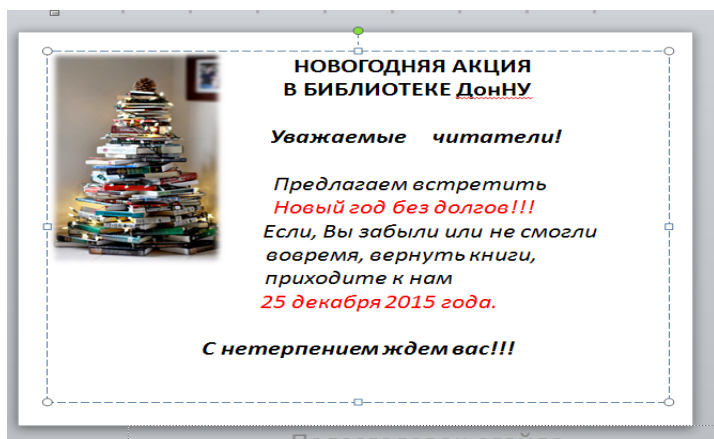 НОВОГОДНЯЯ АКЦИЯ
В БИБЛИОТЕКЕ ДонНУ
Уважаемые читатели!
Предлагаем встретить
Новый год без долгов!!!
Если, Вы забыли или не смогли
вовремя, вернуть книги,
приходите к нам
25 декабря 2015 года.
С нетерпением ждем вас!!!